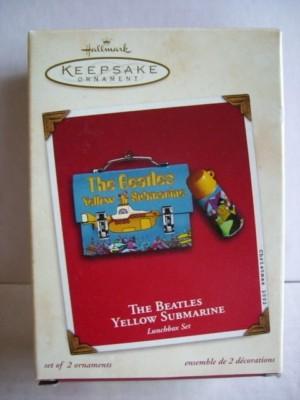 Hallmark
KEEPSAKE
ORNAMENT
The Beatles
Yellow Submarine
THE BEATLES
YELLOW SUBMARINE
Lunchbox Set
set of 2 ornaments
ensemble de 2 décorations